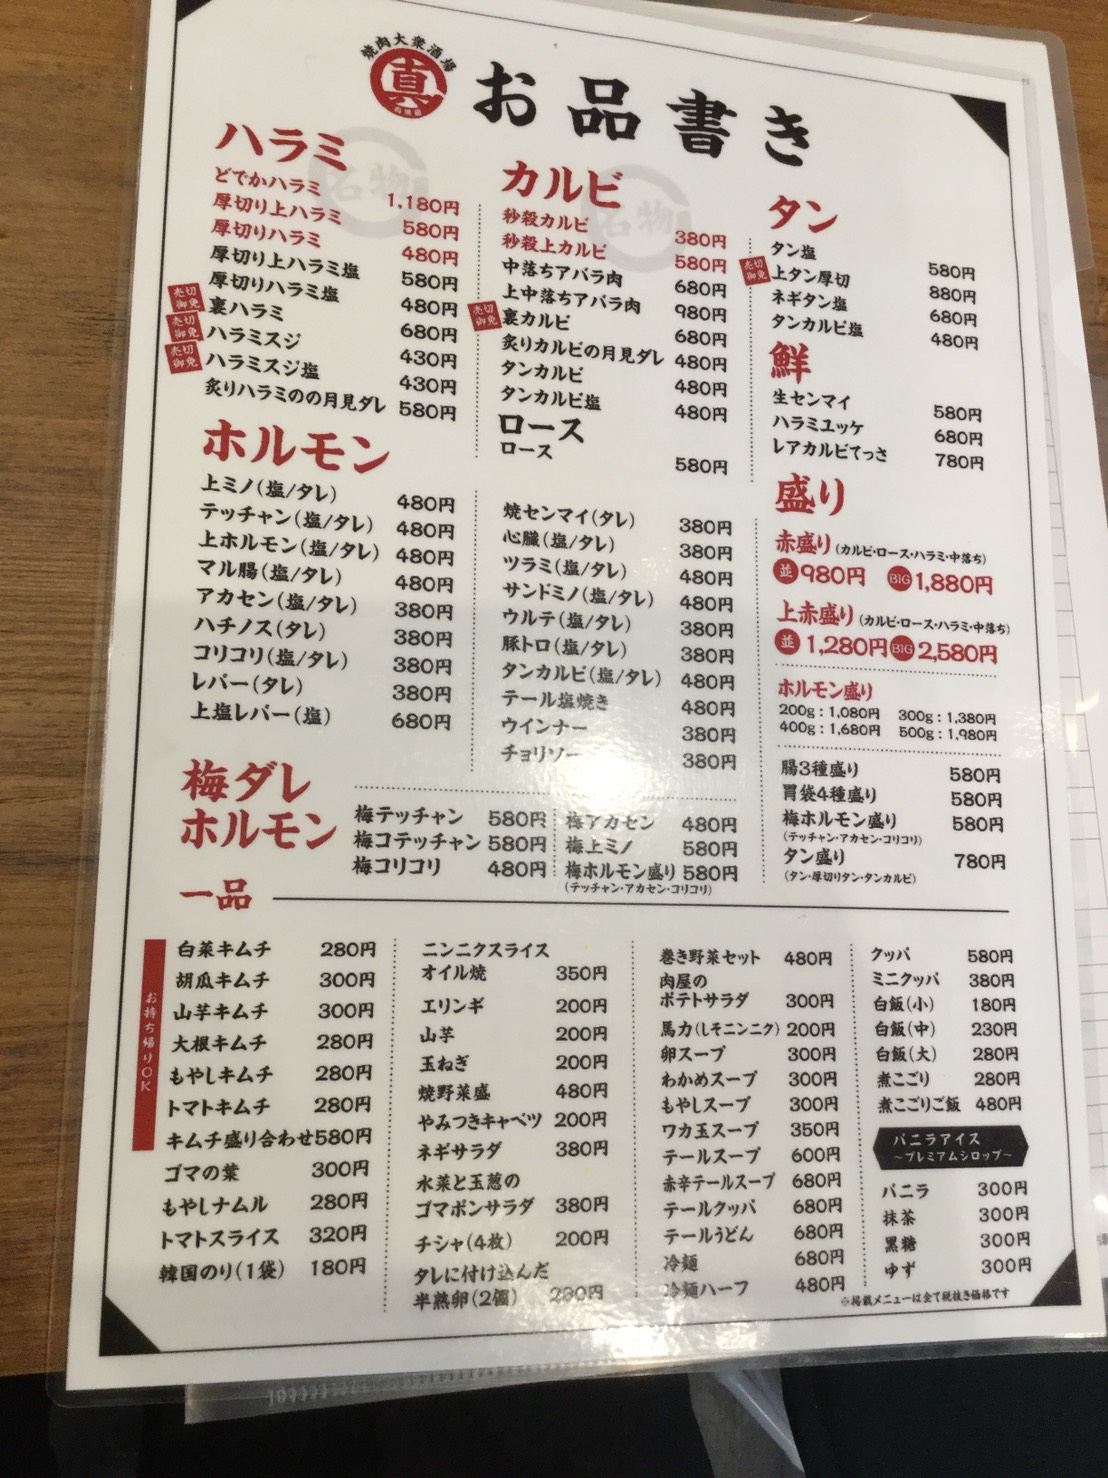 焼肉大衆酒場
真
お品書き
ハラミ
名物
どでかハラミ 1,180円
厚切り上ハラミ 580円
厚切りハラミ 480円
厚切り上ハラミ塩 580円
厚切りハラミ塩 480円
売切御免 裏ハラミ 680円
売切御免 ハラミスジ 430円
売切御免 ハラミスジ塩 430円
炙りハラミのの月見ダレ 580円
カルビ
名物
秒殺カルビ 380円
秒殺上カルビ 580円
中落ちアバラ肉 680円
上中落ちアバラ肉 980円
売切御免 裏カルビ 680円
炙りカルビの月見ダレ 480円
タンカルビ 480円
タンカルビ塩 480円
ロース
ロース 580円
タン
タン塩 580円
売切御免 上タン厚切 880円
ネギタン塩 680円
タンカルビ塩 480円
鮮
生センマイ 580円
ハラミユッケ 680円
レアカルビてっさ 780円
ホルモン
上ミノ(塩/タレ) 480円
テッチャン(塩/タレ) 480円
上ホルモン(塩/タレ) 480円
マル腸(塩/タレ) 480円
アカセン(塩/タレ) 380円
ハチノス(タレ) 380円
コリコリ(塩/タレ) 380円
レバー(タレ) 380円
上塩レバー(塩) 680円
焼センマイ(タレ) 380円
心臓(塩/タレ) 380円
ツラミ(塩/タレ) 480円
サンドミノ(塩/タレ) 480円
ウルテ(塩/タレ) 380円
豚トロ(塩/タレ) 380円
タンカルビ(塩/タレ) 480円
テール塩焼き 480円
ウインナー 380円
チョリソー 380円
盛り
赤盛り(カルビ・ロース・ハラミ・中落ち)
並 980円 BIG 1,880円
上赤盛り(カルビ・ロース・ハラミ・中落ち)
並 1,280円 BIG 2,580円
ホルモン盛り
200g:1,080円 300g:1,380円
400g:1,680円 500g:1,980円
腸3種盛り 580円
胃袋4種盛り 580円
梅ホルモン盛り 580円
(テッチャン・アカセン・コリコリ)
タン盛り 780円
(タン・厚切りタン・タンカルビ)
梅ダレ
ホルモン
梅テッチャン 580円
梅コテッチャン 580円
梅コリコリ 480円
梅アカセン 480円
梅上ミノ 580円
梅ホルモン盛り 580円
(テッチャン・アカセン・コリコリ)
一品
お持ち帰りOK
白菜キムチ 280円
胡瓜キムチ 300円
山芋キムチ 300円
大根キムチ 280円
もやしキムチ 280円
トマトキムチ 280円
キムチ盛り合わせ 580円
ゴマの葉 300円
もやしナムル 280円
トマトスライス 320円
韓国のり(1袋) 180円
ニンニクスライス
オイル焼 350円
エリンギ 200円
山芋 200円
玉ねぎ 200円
焼野菜盛 480円
やみつきキャベツ 200円
ネギサラダ 380円
水菜と玉葱の
ゴマポンサラダ 380円
チシャ(4枚) 200円
タレに付け込んだ
半熟卵(2個)
巻き野菜セット 480円
肉屋の
ポテトサラダ 300円
馬力(しそニンニク) 200円
卵スープ 300円
わかめスープ 300円
もやしスープ 300円
ワカ玉スープ 350円
テールスープ 600円
赤辛テールスープ 680円
テールクッパ 680円
テールうどん 680円
冷麺 680円
冷麺ハーフ 480円
クッパ 580円
ミニクッパ 380円
白飯(小) 180円
白飯(中) 230円
白飯(大) 280円
煮こごり 280円
煮こごりご飯 480円
バニラアイス
～プレミアムシロップ～
バニラ 300円
抹茶 300円
黒糖 300円
ゆず 300円
※掲載メニューは全て税抜き価格です